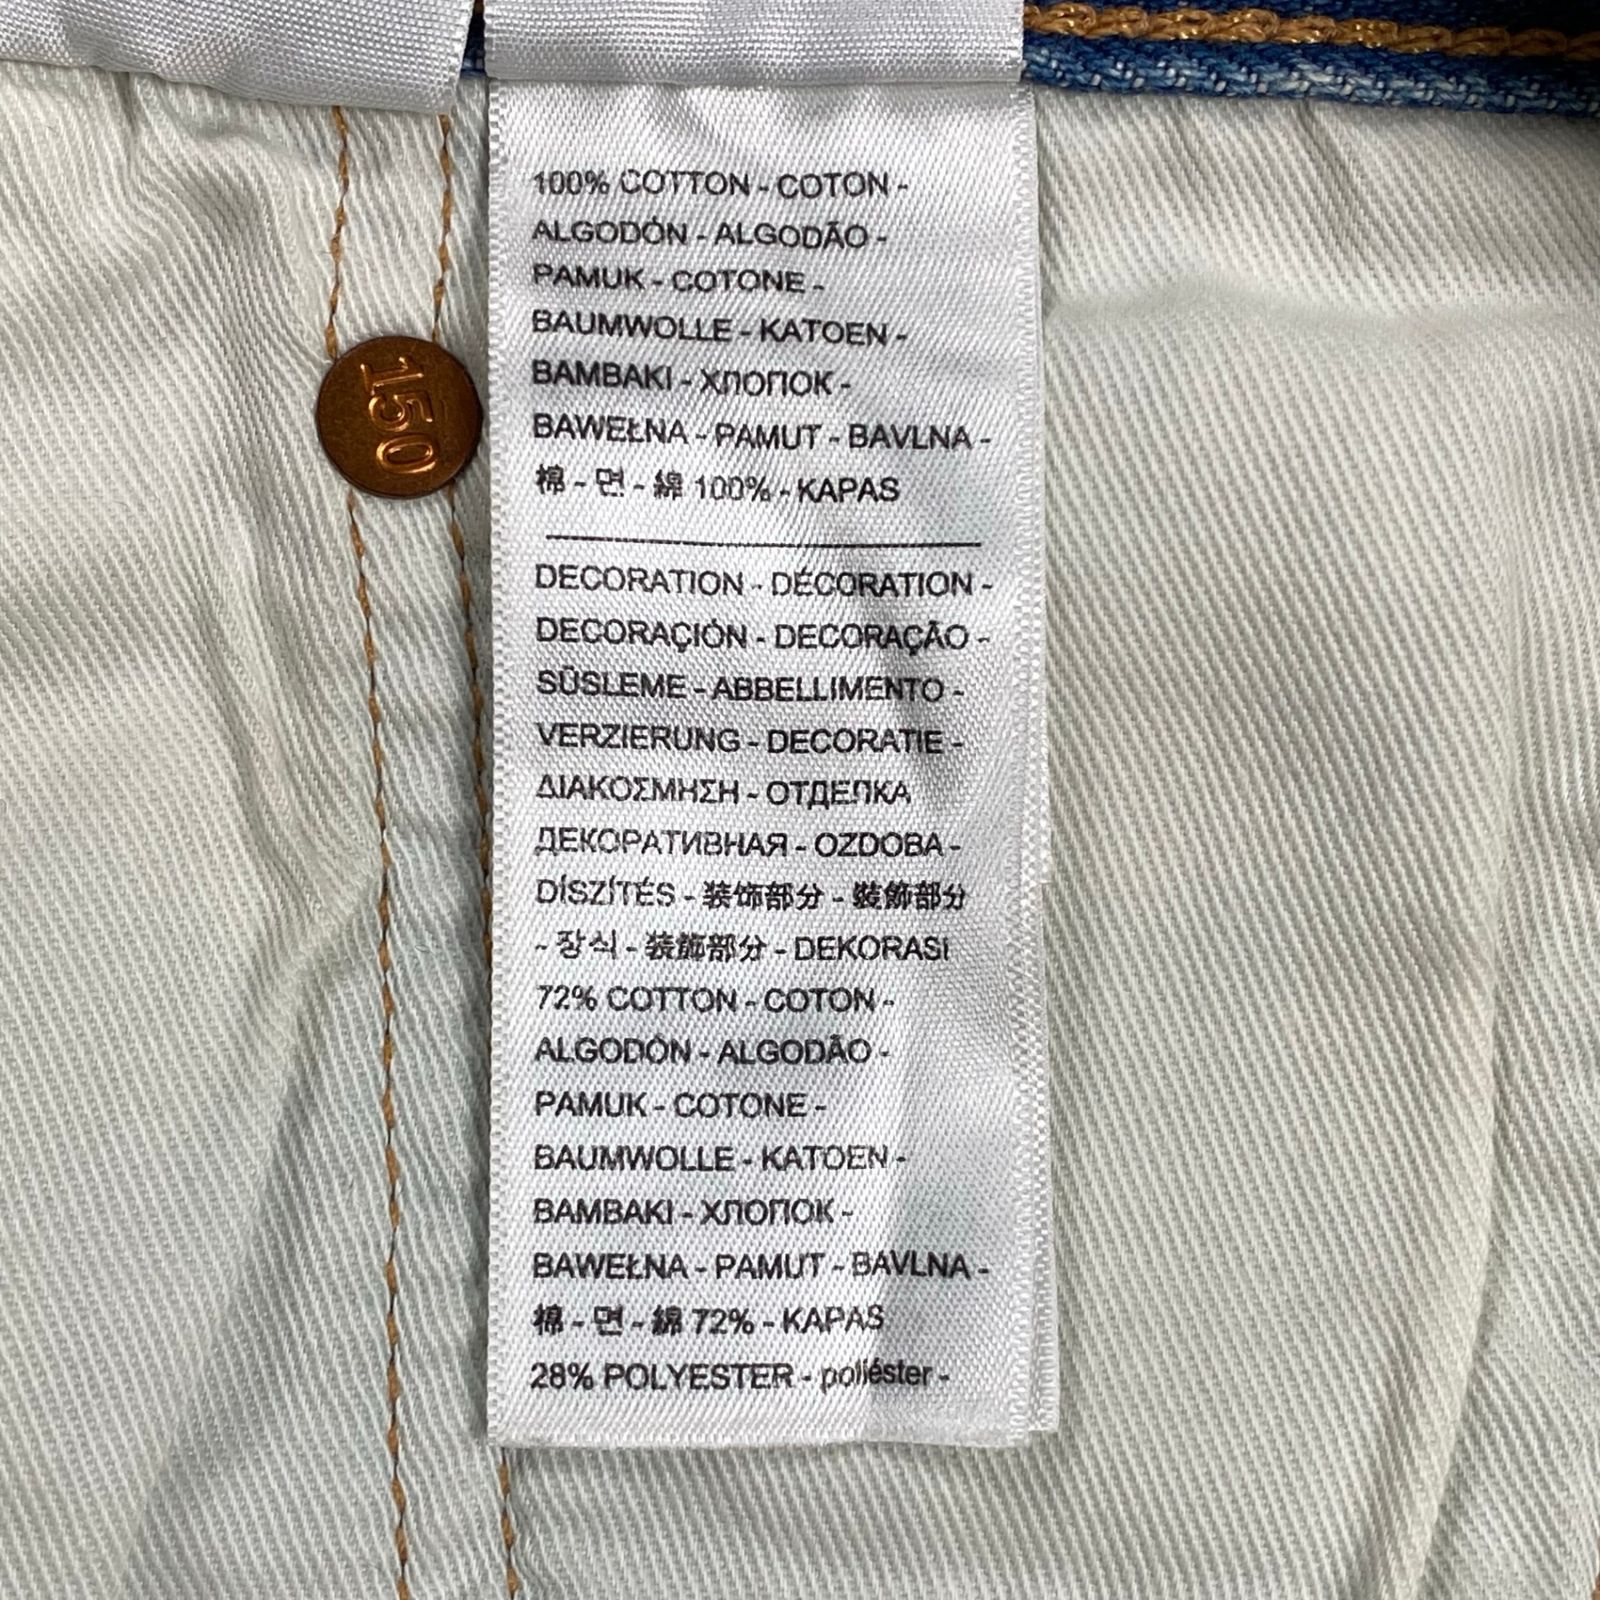 150
100% COTTON - COTON -
ALGODÓN - ALGODÃO -
PAMUK - COTONE -
BAUMWOLLE - KATOEN -
BAMBAKI - ХЛОПОК -
BAWEŁNA - PAMUT - BAVLNA -
棉 - 면 - 綿 100% - KAPAS
DECORATION - DÉCORATION -
DECORAÇIÓN - DECORAÇÃO -
SÜSLEME - ABBELLIMENTO -
VERZIERUNG - DECORATIE -
ΔΙΑΚΟΣΜΗΣΗ - ОТДЕЛКА
ДЕКОРАТИВНАЯ - OZDOBA -
DÍSZÍTÉS - 装饰部分 - 裝飾部分
- 장식 - 装飾部分 - DEKORASI
72% COTTON - COTON -
ALGODÓN - ALGODÃO -
PAMUK - COTONE -
BAUMWOLLE - KATOEN -
BAMBAKI - ХЛОПОК -
BAWEŁNA - PAMUT - BAVLNA -
棉 - 면 - 綿 72% - KAPAS
28% POLYESTER - poliéster -